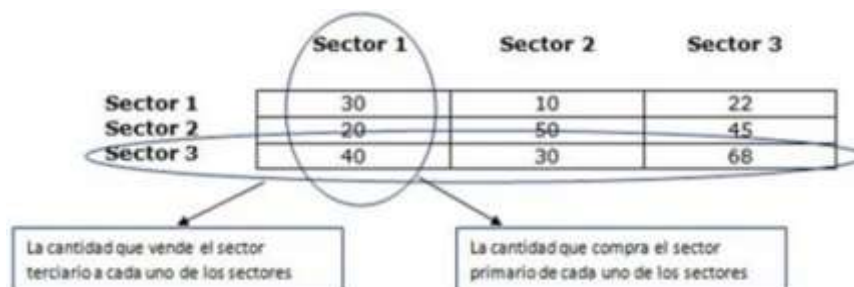 Sector 1 Sector 2 Sector 3
Sector 1 30 10 22
Sector 2 20 50 45
Sector 3 40 30 68
La cantidad que vende el sector
terciario a cada uno de los sectores
La cantidad que compra el sector
primario de cada uno de los sectores